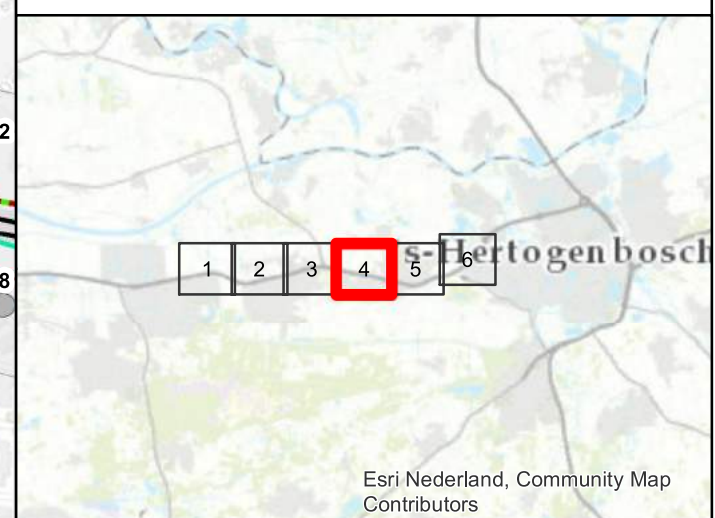 2
8
s-Hertogenbosch
1 2 3 4 5 6
Esri Nederland, Community Map
Contributors